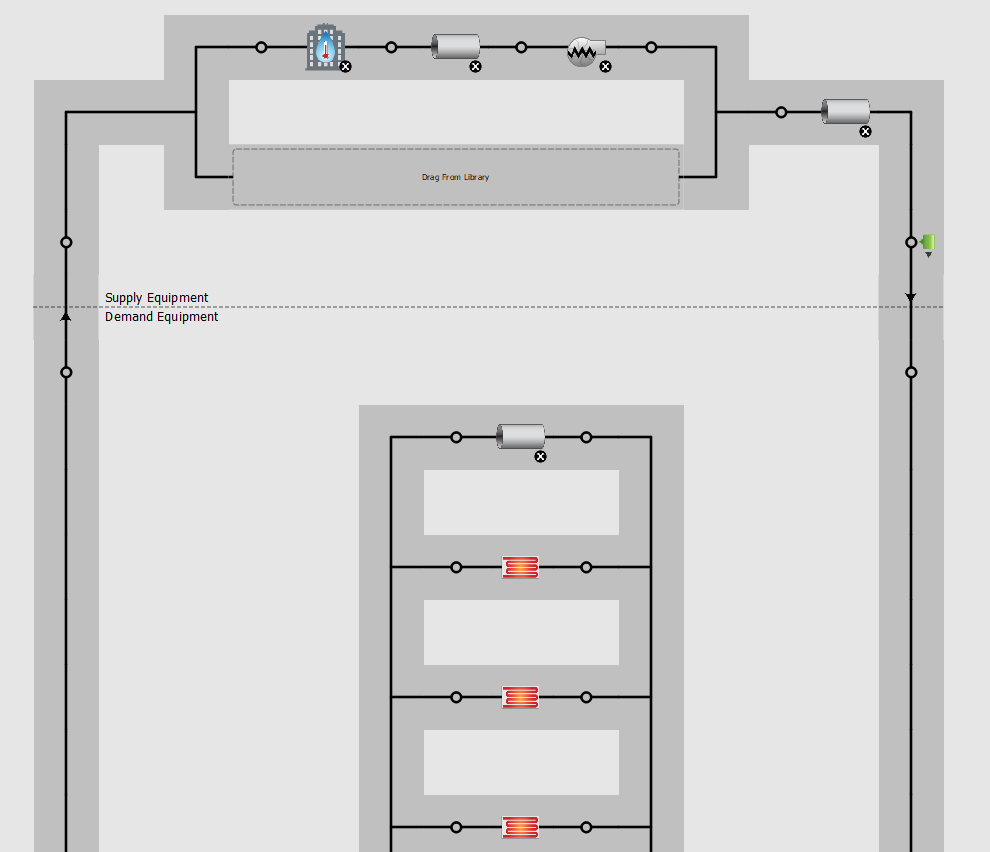 Drag From Library
Supply Equipment
Demand Equipment